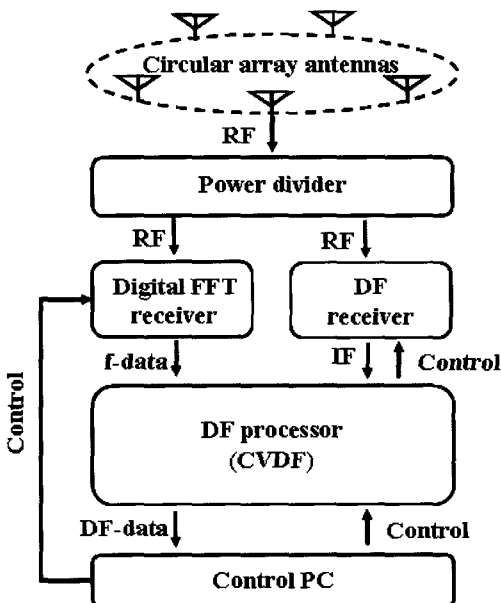 Circular array antennas
RF
Power divider
RF
RF
Digital FFT
receiver
DF
receiver
f-data
IF
Control
Control
DF processor
(CVDF)
DF-data
Control
Control PC